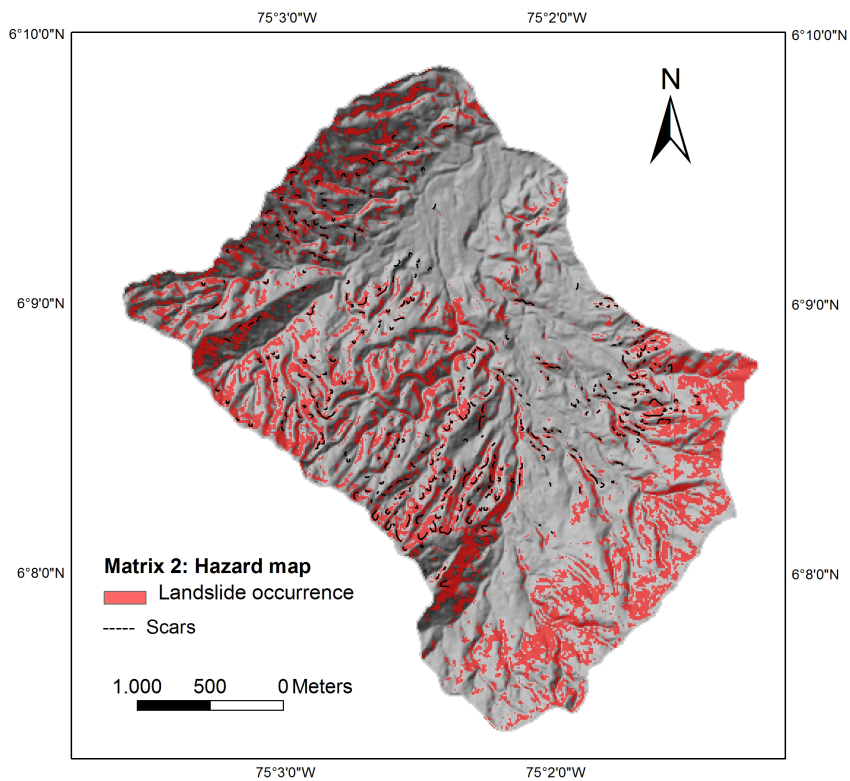 75°3'0"W 75°2'0"W
6°10'0"N 6°10'0"N
N
6°9'0"N 6°9'0"N
6°8'0"N 6°8'0"N
Matrix 2: Hazard map
Landslide occurrence
Scars
1.000 500 0 Meters
75°3'0"W 75°2'0"W